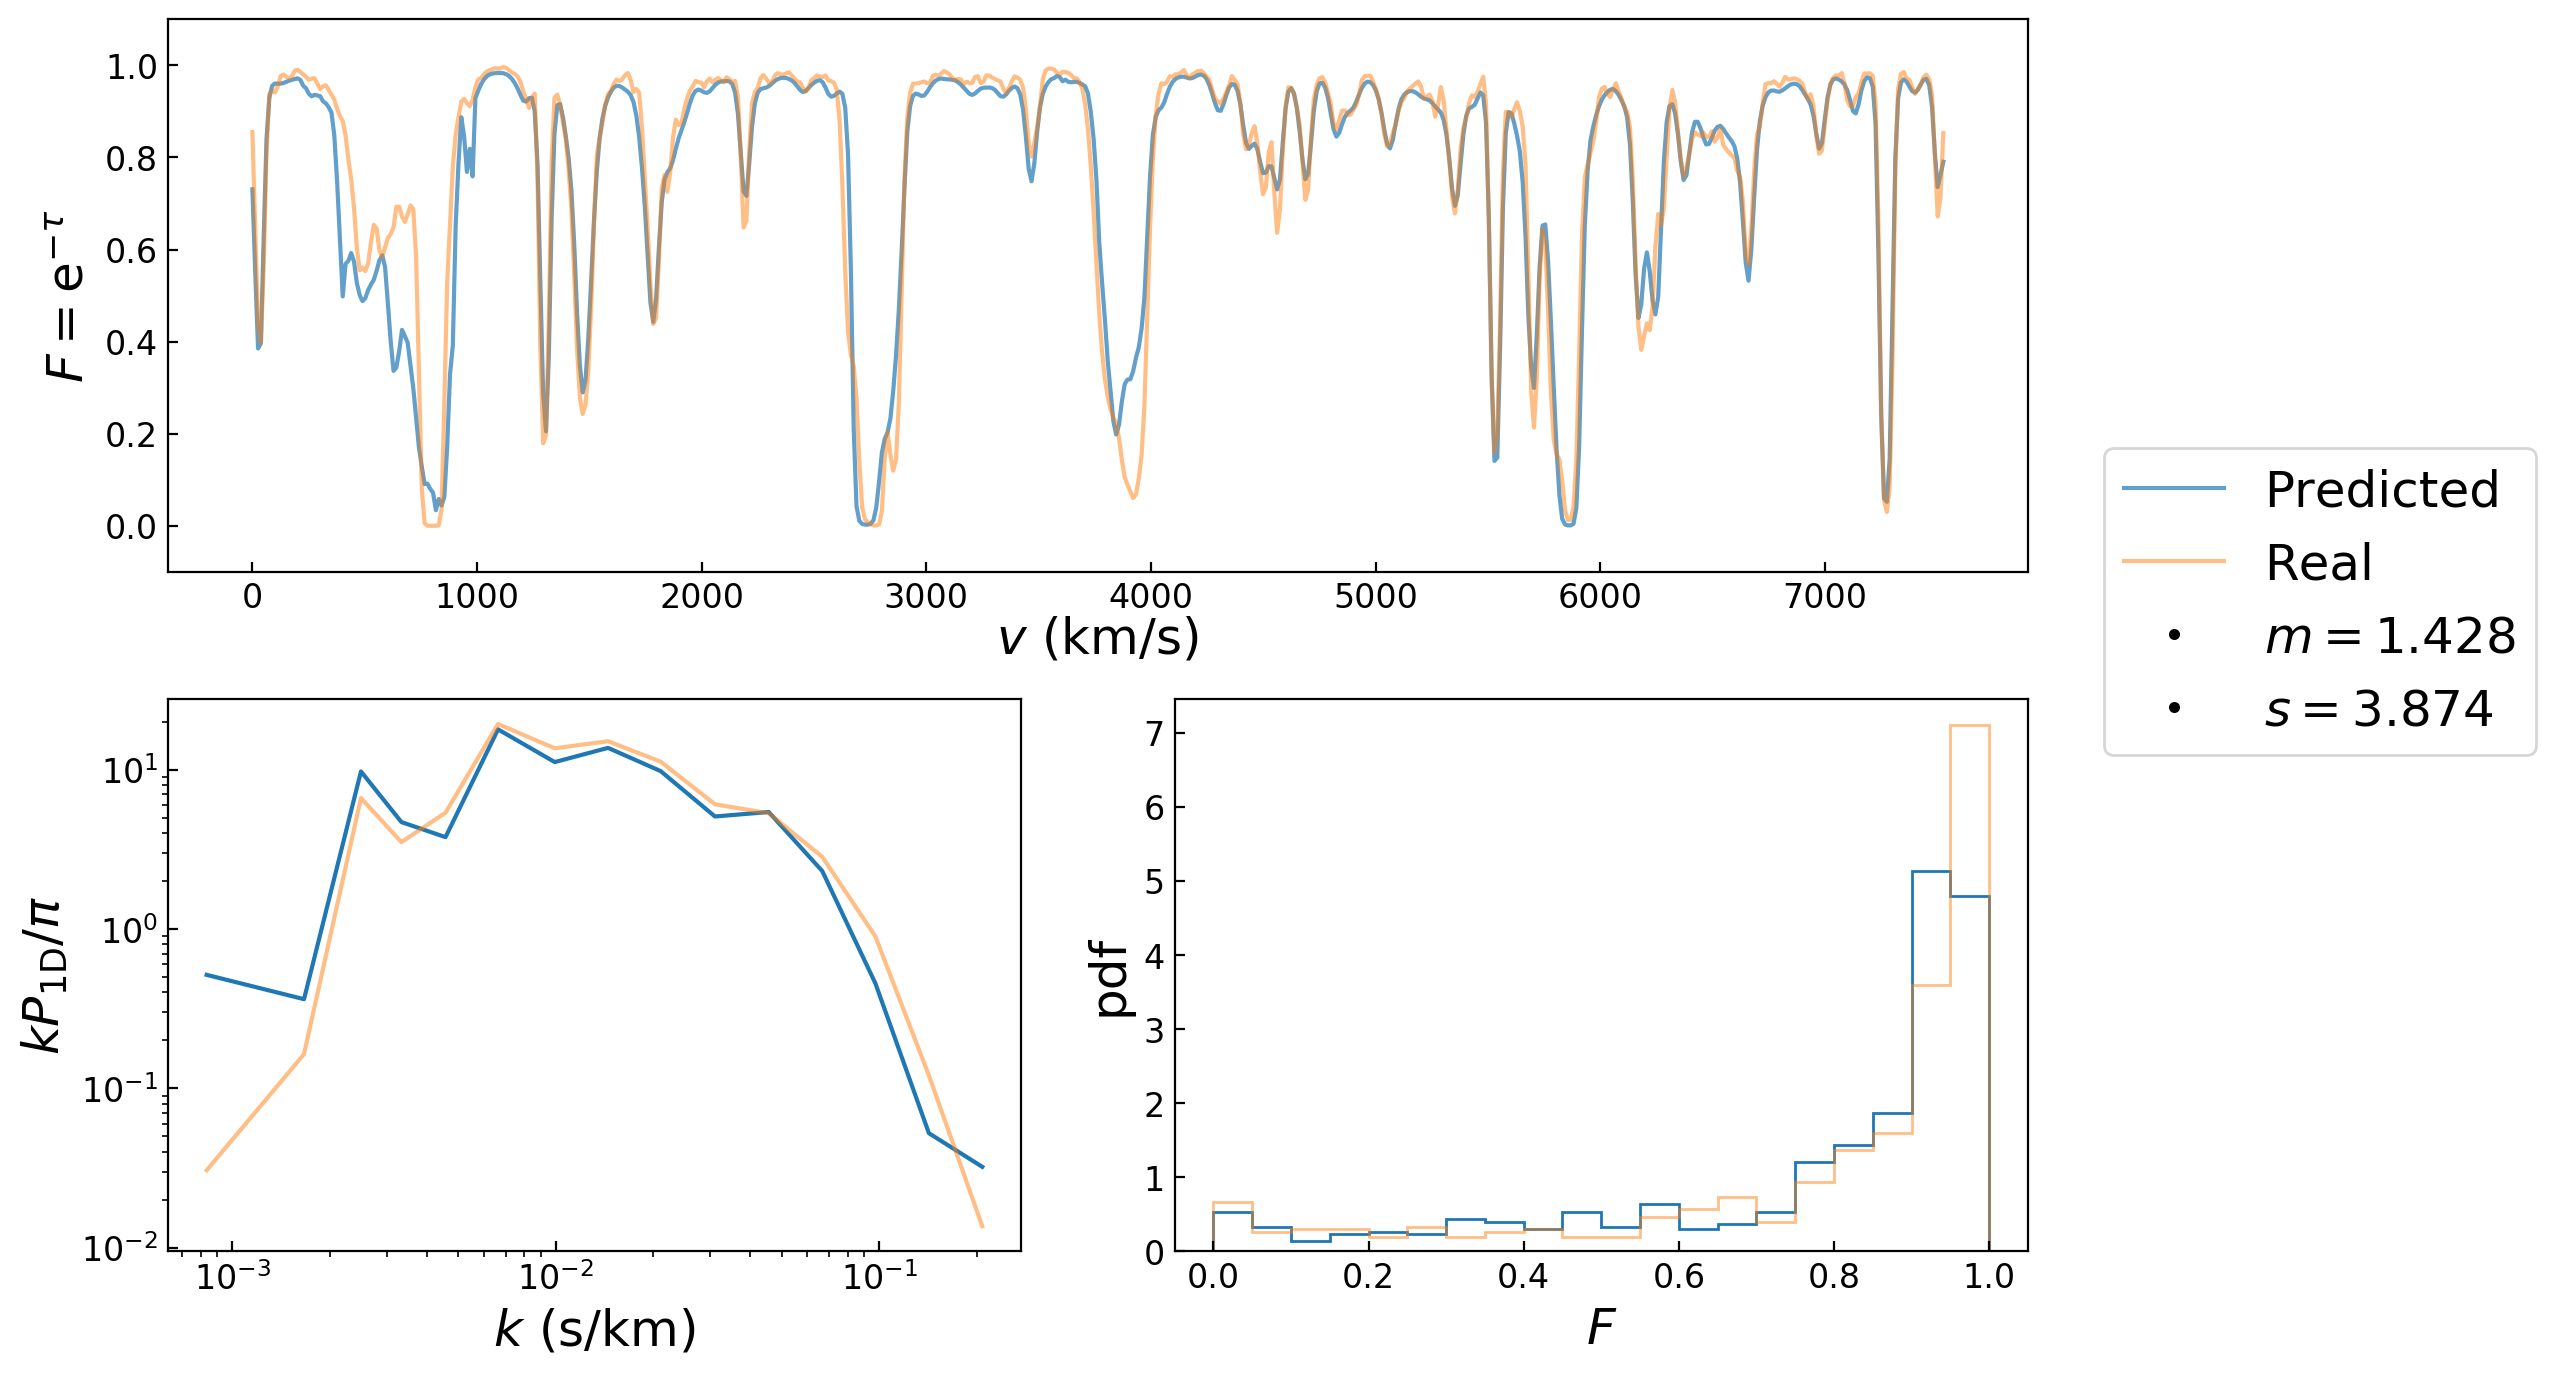 F = e^{−τ}
1.0
0.8
0.6
0.4
0.2
0.0
0 1000 2000 3000 4000 5000 6000 7000
v (km/s)
Predicted
Real
m = 1.428
s = 3.874
kP_{1D}/π
10^1
10^0
10^{−1}
10^{−2}
10^{−3} 10^{−2} 10^{−1}
k (s/km)
pdf
7
6
5
4
3
2
1
0
0.0 0.2 0.4 0.6 0.8 1.0
F